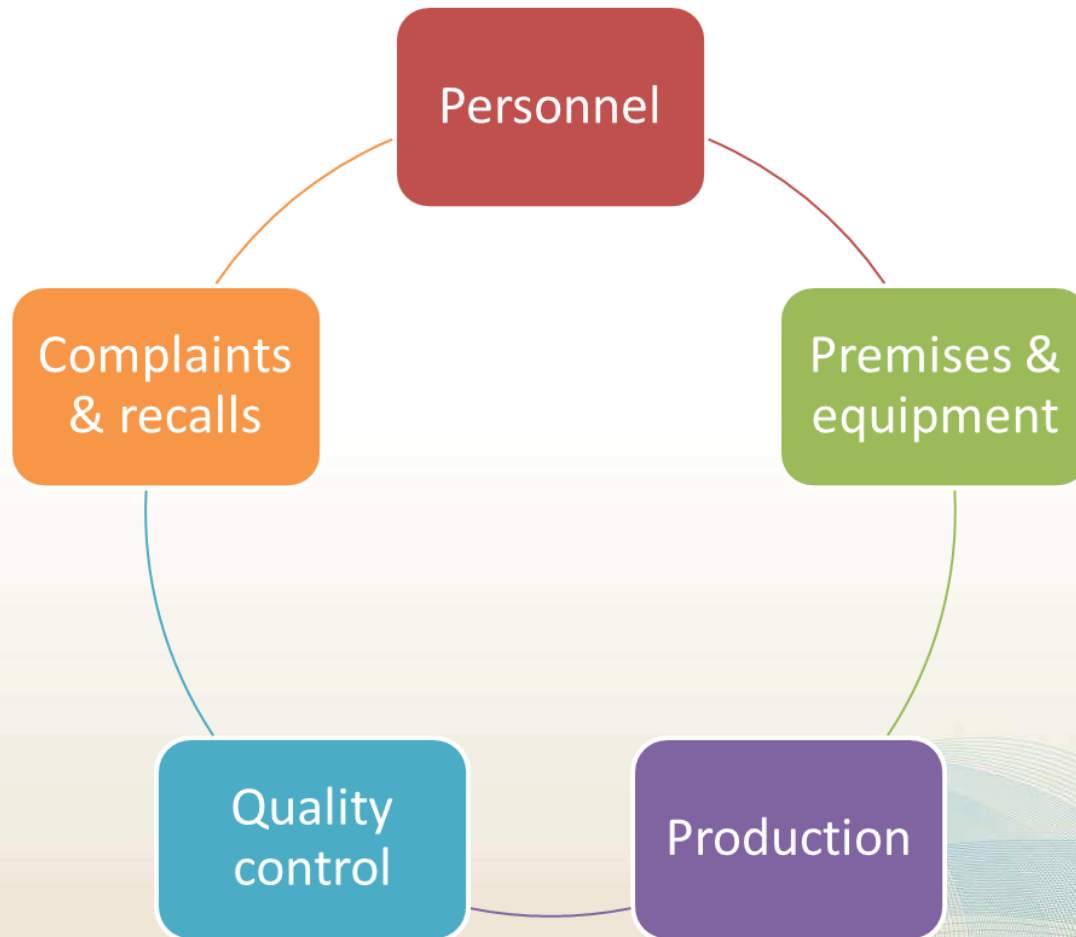 Personnel
Premises &
equipment
Production
Quality
control
Complaints
& recalls